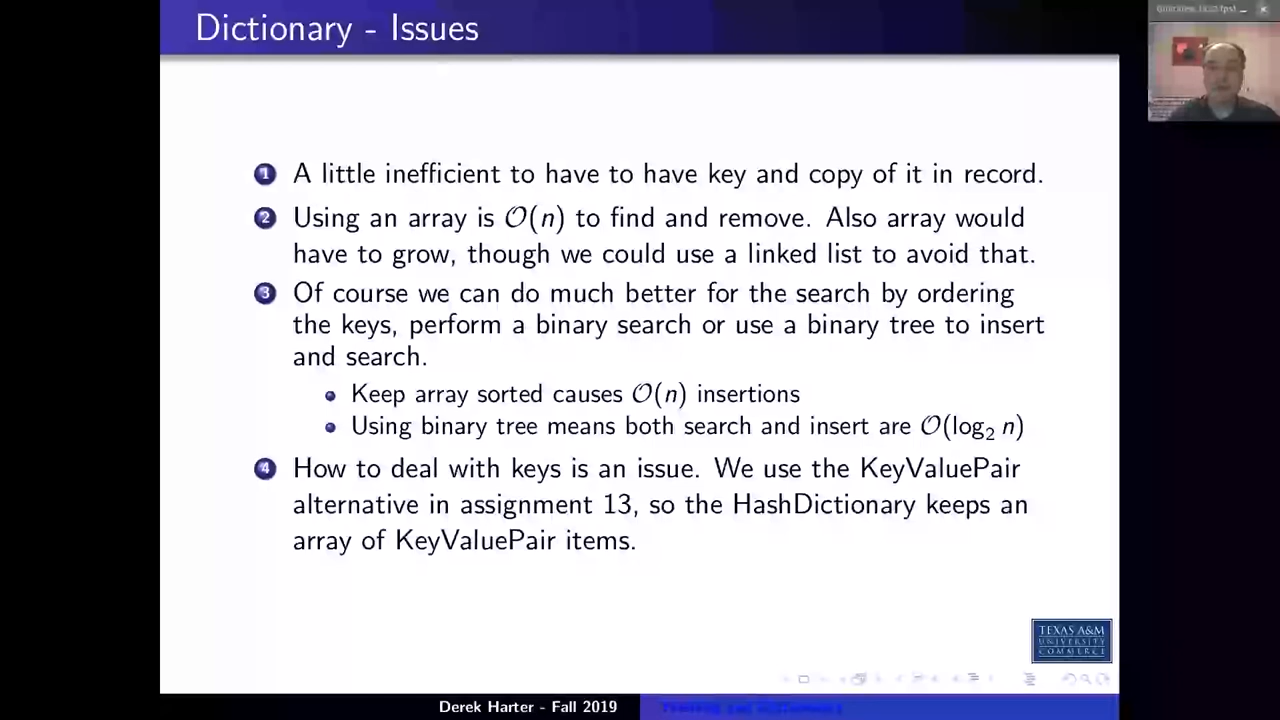 Dictionary - Issues
1 A little inefficient to have to have key and copy of it in record.
2 Using an array is O(n) to find and remove. Also array would
have to grow, though we could use a linked list to avoid that.
3 Of course we can do much better for the search by ordering
the keys, perform a binary search or use a binary tree to insert
and search.
Keep array sorted causes O(n) insertions
Using binary tree means both search and insert are O(log₂ n)
4 How to deal with keys is an issue. We use the KeyValuePair
alternative in assignment 13, so the HashDictionary keeps an
array of KeyValuePair items.
TEXAS A&M
UNIVERSITY
COMMERCE
Derek Harter - Fall 2019